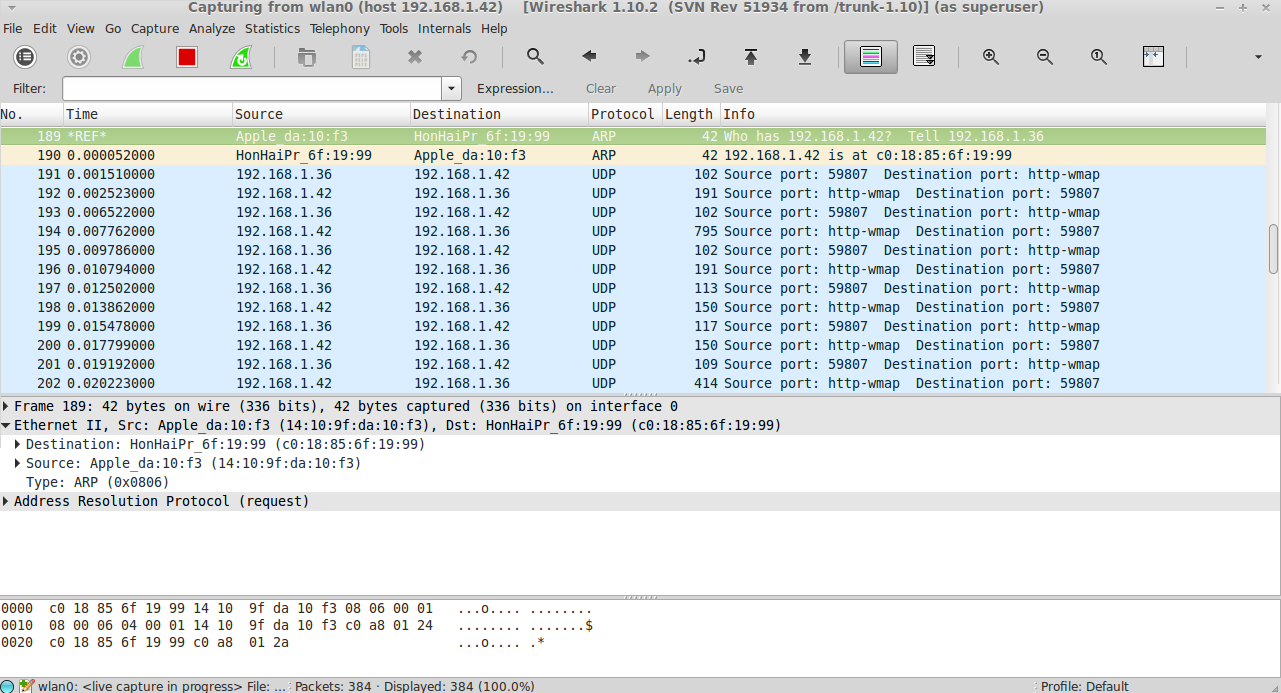 Capturing from wlan0 (host 192.168.1.42)    [Wireshark 1.10.2  (SVN Rev 51934 from /trunk-1.10)] (as superuser)
File Edit View Go Capture Analyze Statistics Telephony Tools Internals Help
Filter: Expression... Clear Apply Save
No. Time Source Destination Protocol Length Info
189 *REF* Apple_da:10:f3 HonHaiPr_6f:19:99 ARP 42 Who has 192.168.1.42?  Tell 192.168.1.36
190 0.000052000 HonHaiPr_6f:19:99 Apple_da:10:f3 ARP 42 192.168.1.42 is at c0:18:85:6f:19:99
191 0.001510000 192.168.1.36 192.168.1.42 UDP 102 Source port: 59807  Destination port: http-wmap
192 0.002523000 192.168.1.42 192.168.1.36 UDP 191 Source port: http-wmap  Destination port: 59807
193 0.006522000 192.168.1.36 192.168.1.42 UDP 102 Source port: 59807  Destination port: http-wmap
194 0.007762000 192.168.1.42 192.168.1.36 UDP 795 Source port: http-wmap  Destination port: 59807
195 0.009786000 192.168.1.36 192.168.1.42 UDP 102 Source port: 59807  Destination port: http-wmap
196 0.010794000 192.168.1.42 192.168.1.36 UDP 191 Source port: http-wmap  Destination port: 59807
197 0.012502000 192.168.1.36 192.168.1.42 UDP 113 Source port: 59807  Destination port: http-wmap
198 0.013862000 192.168.1.42 192.168.1.36 UDP 150 Source port: http-wmap  Destination port: 59807
199 0.015478000 192.168.1.36 192.168.1.42 UDP 117 Source port: 59807  Destination port: http-wmap
200 0.017799000 192.168.1.42 192.168.1.36 UDP 150 Source port: http-wmap  Destination port: 59807
201 0.019192000 192.168.1.36 192.168.1.42 UDP 109 Source port: 59807  Destination port: http-wmap
202 0.020223000 192.168.1.42 192.168.1.36 UDP 414 Source port: http-wmap  Destination port: 59807
Frame 189: 42 bytes on wire (336 bits), 42 bytes captured (336 bits) on interface 0
Ethernet II, Src: Apple_da:10:f3 (14:10:9f:da:10:f3), Dst: HonHaiPr_6f:19:99 (c0:18:85:6f:19:99)
Destination: HonHaiPr_6f:19:99 (c0:18:85:6f:19:99)
Source: Apple_da:10:f3 (14:10:9f:da:10:f3)
Type: ARP (0x0806)
Address Resolution Protocol (request)
0000  c0 18 85 6f 19 99 14 10  9f da 10 f3 08 06 00 01   ...o.... ........
0010  08 00 06 04 00 01 14 10  9f da 10 f3 c0 a8 01 24   ........ .......$
0020  c0 18 85 6f 19 99 c0 a8  01 2a                     ...o.... .*
wlan0: <live capture in progress> File: ... Packets: 384 · Displayed: 384 (100.0%) Profile: Default